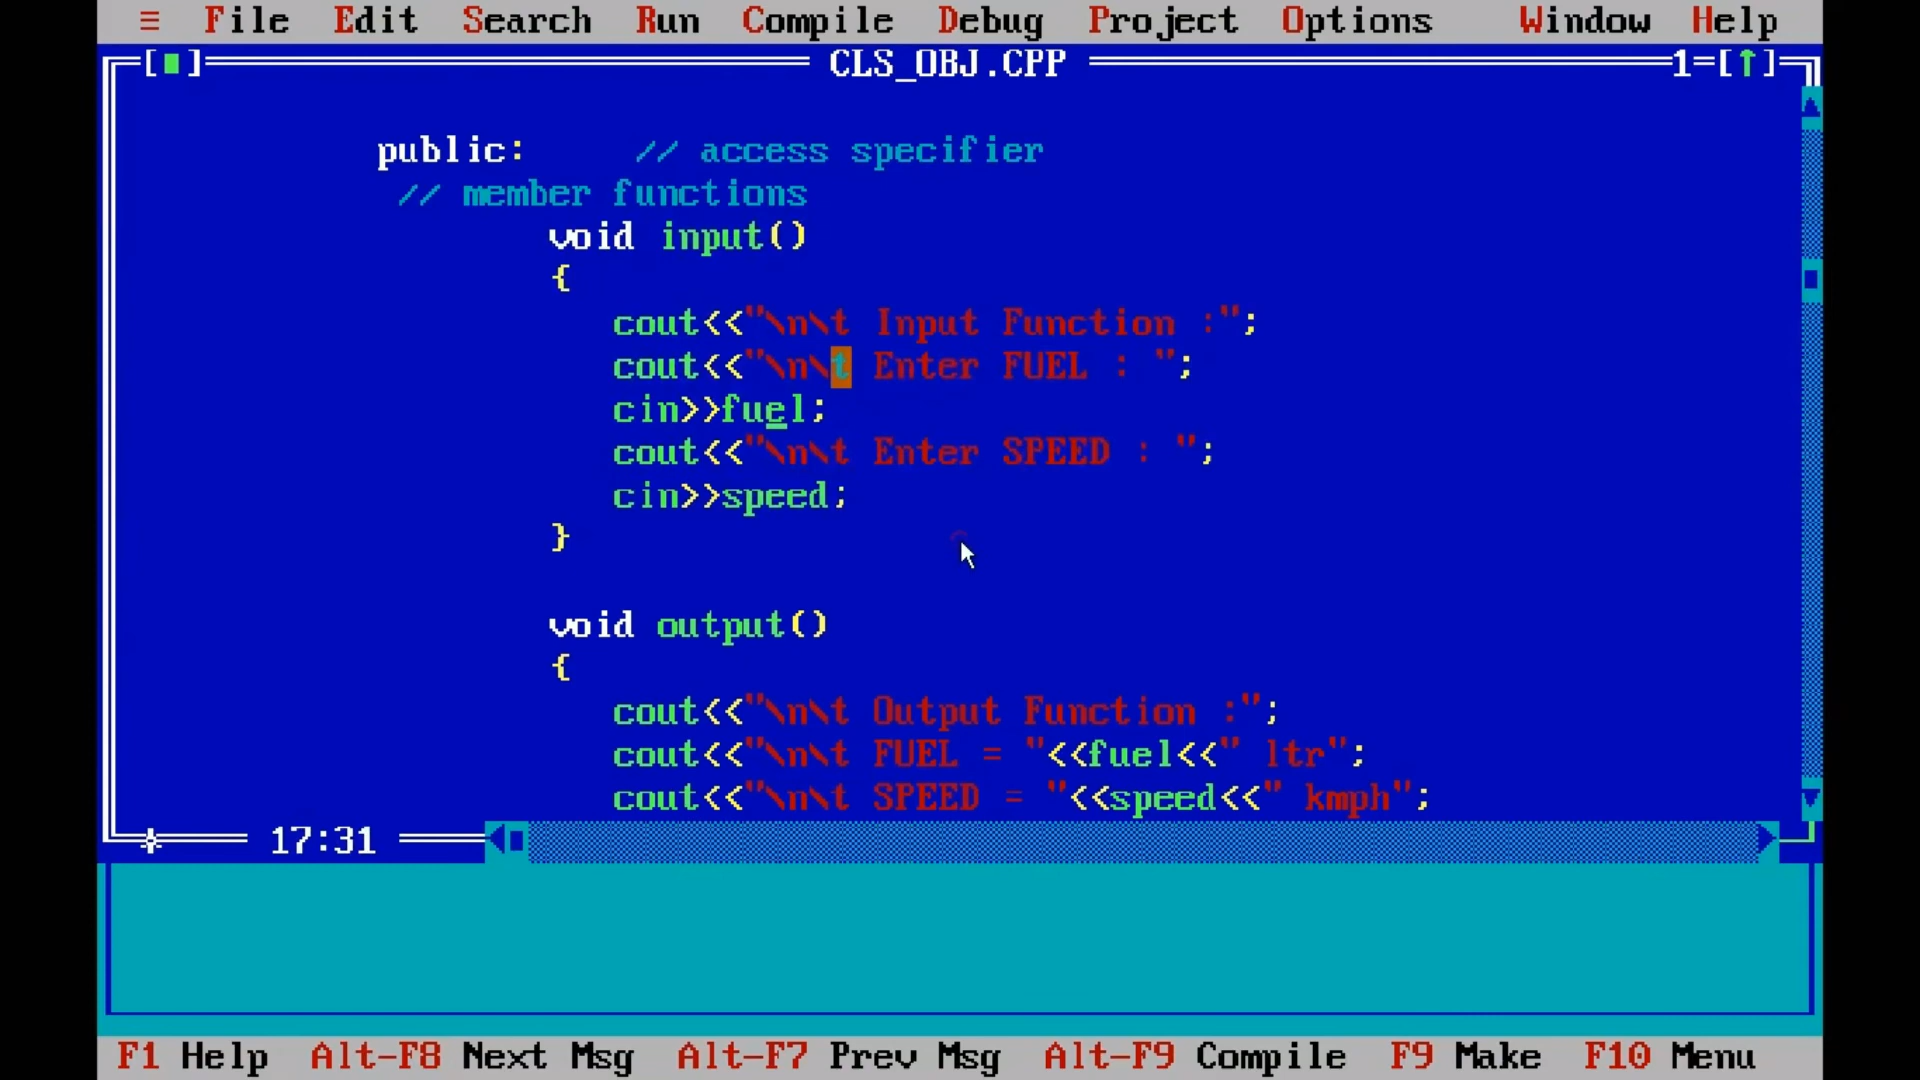 ≡ File Edit Search Run Compile Debug Project Options Window Help
[■] CLS_OBJ.CPP 1=[↑]
public: // access specifier
// member functions
void input()
{
cout<<"\n\t Input Function :";
cout<<"\n\t Enter FUEL : ";
cin>>fuel;
cout<<"\n\t Enter SPEED : ";
cin>>speed;
}
void output()
{
cout<<"\n\t Output Function :";
cout<<"\n\t FUEL = "<<fuel<<" ltr";
cout<<"\n\t SPEED = "<<speed<<" kmph";
17:31
F1 Help Alt-F8 Next Msg Alt-F7 Prev Msg Alt-F9 Compile F9 Make F10 Menu